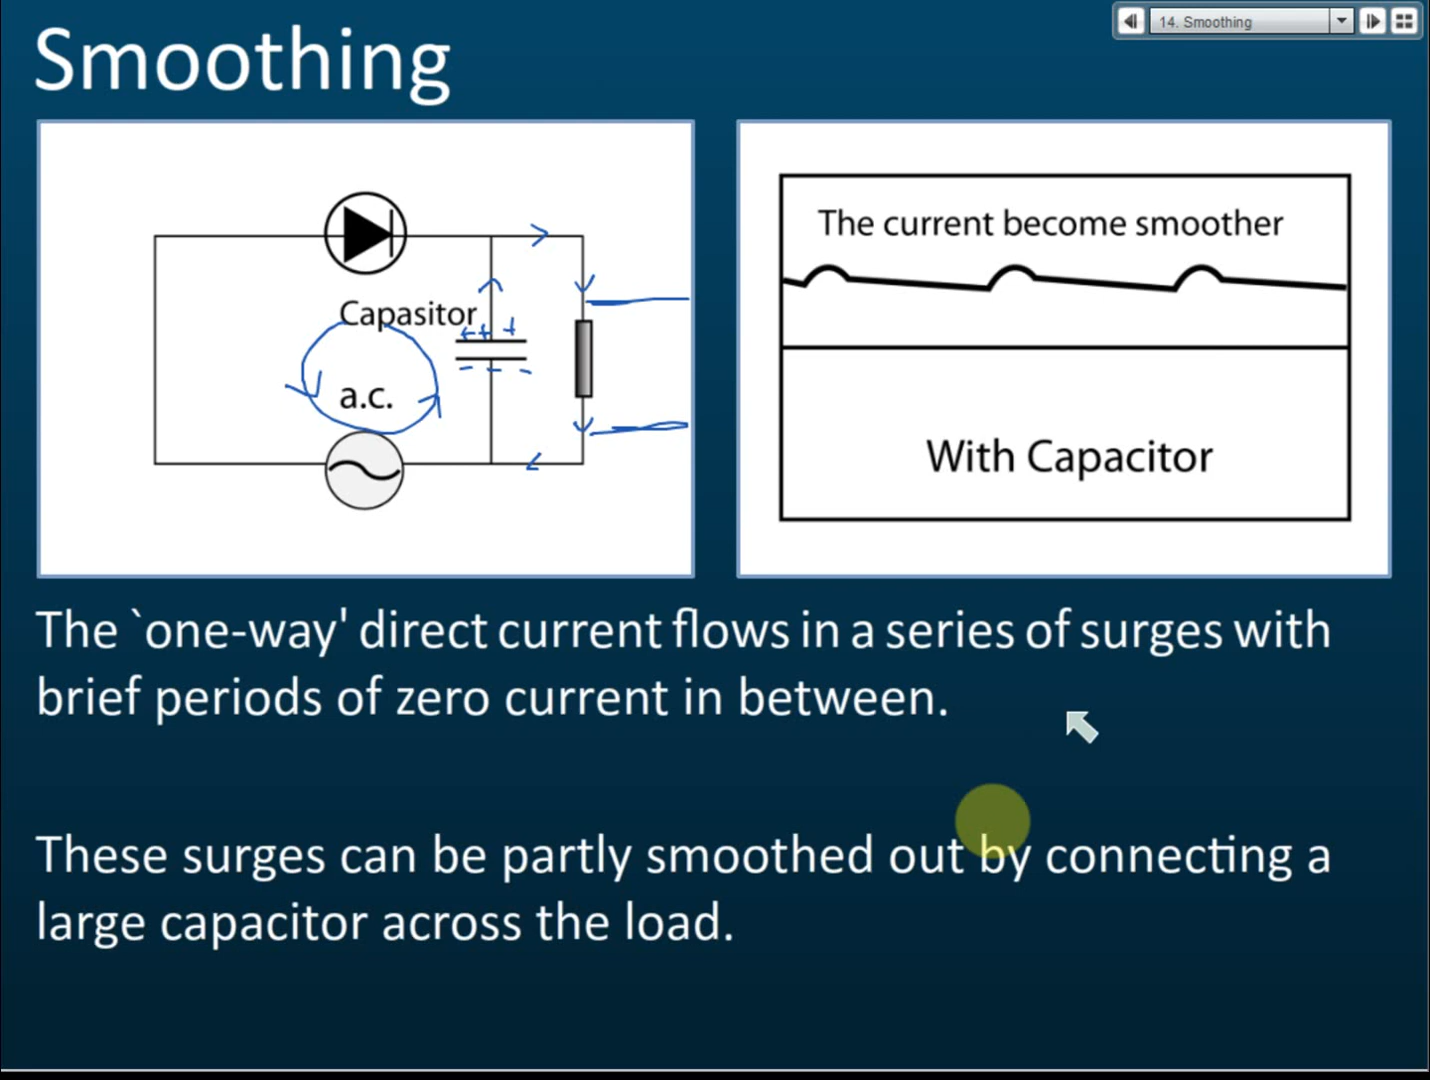 14. Smoothing
Smoothing
Capasitor
a.c.
The current become smoother
With Capacitor
The `one-way' direct current flows in a series of surges with
brief periods of zero current in between.
These surges can be partly smoothed out by connecting a
large capacitor across the load.